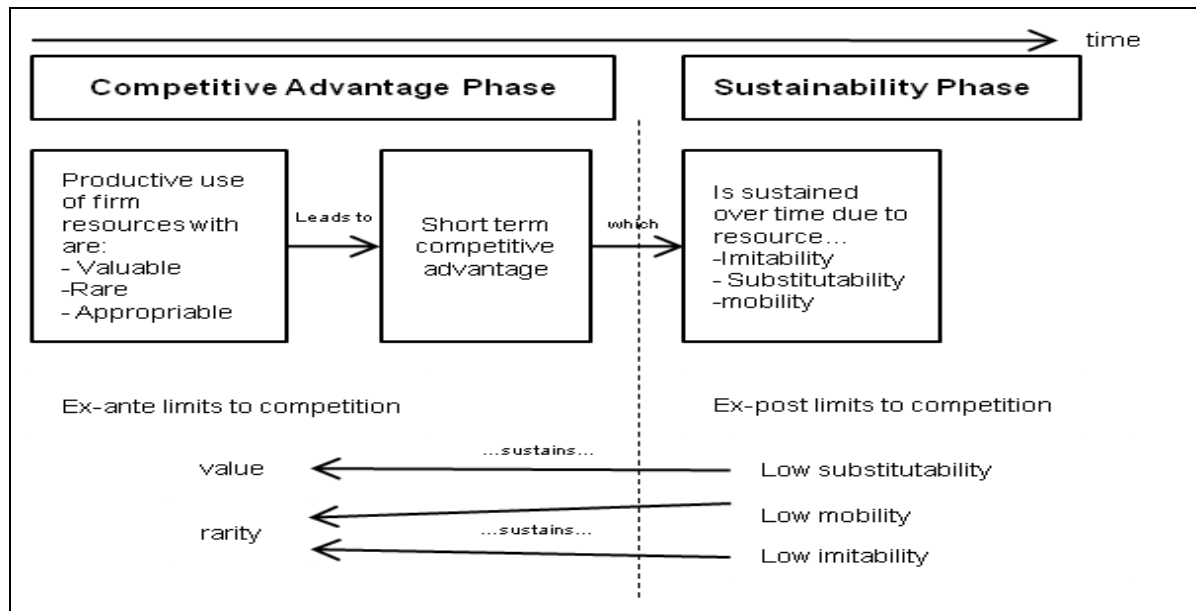 time
Competitive Advantage Phase
Sustainability Phase
Productive use
of firm
resources with
are:
- Valuable
-Rare
- Appropriable
Leads to
Short term
competitive
advantage
which
Is sustained
over time due to
resource...
-Imitability
- Substitutability
-mobility
Ex-ante limits to competition
Ex-post limits to competition
...sustains...
value
Low substitutability
rarity
Low mobility
...sustains...
Low imitability